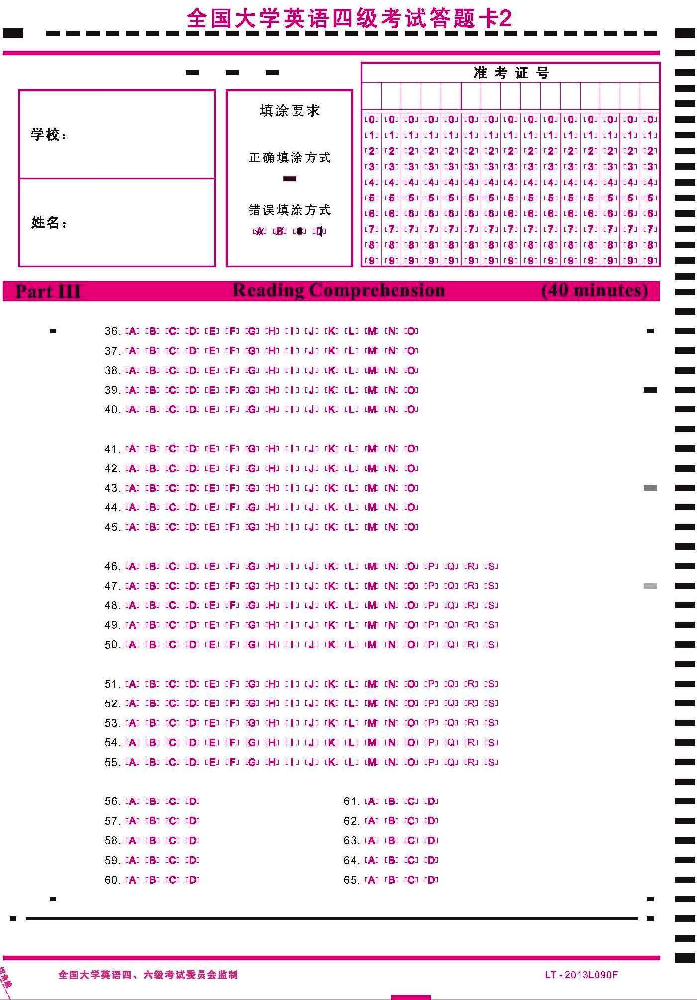 全国大学英语四级考试答题卡2
准考证号
学校：
姓名：
填涂要求
正确填涂方式
错误填涂方式
[A] [B] [C] [D]
[0] [0] [0] [0] [0] [0] [0] [0] [0] [0] [0] [0] [0] [0] [0]
[1] [1] [1] [1] [1] [1] [1] [1] [1] [1] [1] [1] [1] [1] [1]
[2] [2] [2] [2] [2] [2] [2] [2] [2] [2] [2] [2] [2] [2] [2]
[3] [3] [3] [3] [3] [3] [3] [3] [3] [3] [3] [3] [3] [3] [3]
[4] [4] [4] [4] [4] [4] [4] [4] [4] [4] [4] [4] [4] [4] [4]
[5] [5] [5] [5] [5] [5] [5] [5] [5] [5] [5] [5] [5] [5] [5]
[6] [6] [6] [6] [6] [6] [6] [6] [6] [6] [6] [6] [6] [6] [6]
[7] [7] [7] [7] [7] [7] [7] [7] [7] [7] [7] [7] [7] [7] [7]
[8] [8] [8] [8] [8] [8] [8] [8] [8] [8] [8] [8] [8] [8] [8]
[9] [9] [9] [9] [9] [9] [9] [9] [9] [9] [9] [9] [9] [9] [9]
Part III Reading Comprehension (40 minutes)
36. [A] [B] [C] [D] [E] [F] [G] [H] [I] [J] [K] [L] [M] [N] [O]
37. [A] [B] [C] [D] [E] [F] [G] [H] [I] [J] [K] [L] [M] [N] [O]
38. [A] [B] [C] [D] [E] [F] [G] [H] [I] [J] [K] [L] [M] [N] [O]
39. [A] [B] [C] [D] [E] [F] [G] [H] [I] [J] [K] [L] [M] [N] [O]
40. [A] [B] [C] [D] [E] [F] [G] [H] [I] [J] [K] [L] [M] [N] [O]
41. [A] [B] [C] [D] [E] [F] [G] [H] [I] [J] [K] [L] [M] [N] [O]
42. [A] [B] [C] [D] [E] [F] [G] [H] [I] [J] [K] [L] [M] [N] [O]
43. [A] [B] [C] [D] [E] [F] [G] [H] [I] [J] [K] [L] [M] [N] [O]
44. [A] [B] [C] [D] [E] [F] [G] [H] [I] [J] [K] [L] [M] [N] [O]
45. [A] [B] [C] [D] [E] [F] [G] [H] [I] [J] [K] [L] [M] [N] [O]
46. [A] [B] [C] [D] [E] [F] [G] [H] [I] [J] [K] [L] [M] [N] [O] [P] [Q] [R] [S]
47. [A] [B] [C] [D] [E] [F] [G] [H] [I] [J] [K] [L] [M] [N] [O] [P] [Q] [R] [S]
48. [A] [B] [C] [D] [E] [F] [G] [H] [I] [J] [K] [L] [M] [N] [O] [P] [Q] [R] [S]
49. [A] [B] [C] [D] [E] [F] [G] [H] [I] [J] [K] [L] [M] [N] [O] [P] [Q] [R] [S]
50. [A] [B] [C] [D] [E] [F] [G] [H] [I] [J] [K] [L] [M] [N] [O] [P] [Q] [R] [S]
51. [A] [B] [C] [D] [E] [F] [G] [H] [I] [J] [K] [L] [M] [N] [O] [P] [Q] [R] [S]
52. [A] [B] [C] [D] [E] [F] [G] [H] [I] [J] [K] [L] [M] [N] [O] [P] [Q] [R] [S]
53. [A] [B] [C] [D] [E] [F] [G] [H] [I] [J] [K] [L] [M] [N] [O] [P] [Q] [R] [S]
54. [A] [B] [C] [D] [E] [F] [G] [H] [I] [J] [K] [L] [M] [N] [O] [P] [Q] [R] [S]
55. [A] [B] [C] [D] [E] [F] [G] [H] [I] [J] [K] [L] [M] [N] [O] [P] [Q] [R] [S]
56. [A] [B] [C] [D] 61. [A] [B] [C] [D]
57. [A] [B] [C] [D] 62. [A] [B] [C] [D]
58. [A] [B] [C] [D] 63. [A] [B] [C] [D]
59. [A] [B] [C] [D] 64. [A] [B] [C] [D]
60. [A] [B] [C] [D] 65. [A] [B] [C] [D]
全国大学英语四、六级考试委员会监制
LT - 2013L090F